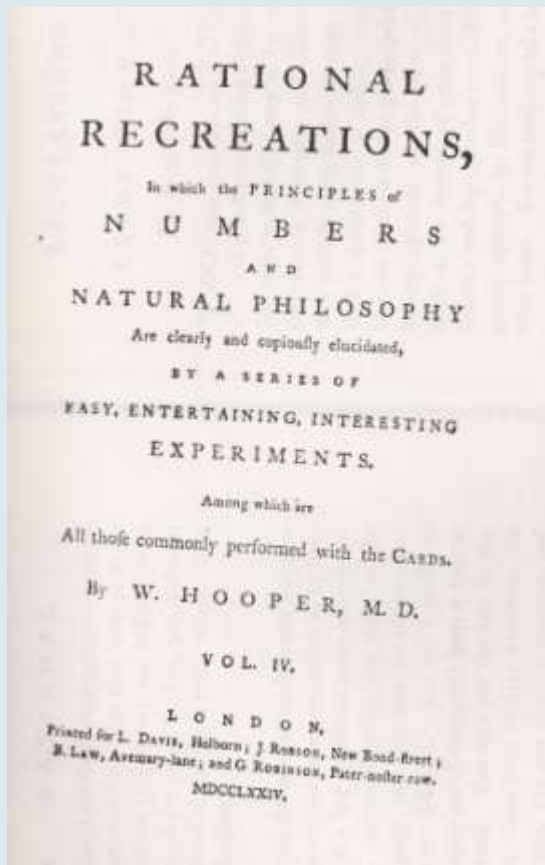 RATIONAL
RECREATIONS,
In which the PRINCIPLES of
NUMBERS
AND
NATURAL PHILOSOPHY
Are clearly and copiouſly elucidated,
BY A SERIES OF
EASY, ENTERTAINING, INTERESTING
EXPERIMENTS.
Among which are
All thoſe commonly performed with the CARDS.
By W. HOOPER, M. D.
VOL. IV.
LONDON,
Printed for L. DAVIS, Holborn; J. ROBSON, New Bond-ſtreet;
B. LAW, Avemary-lane; and G. ROBINSON, Pater-noſter-row.
MDCCLXXIV.